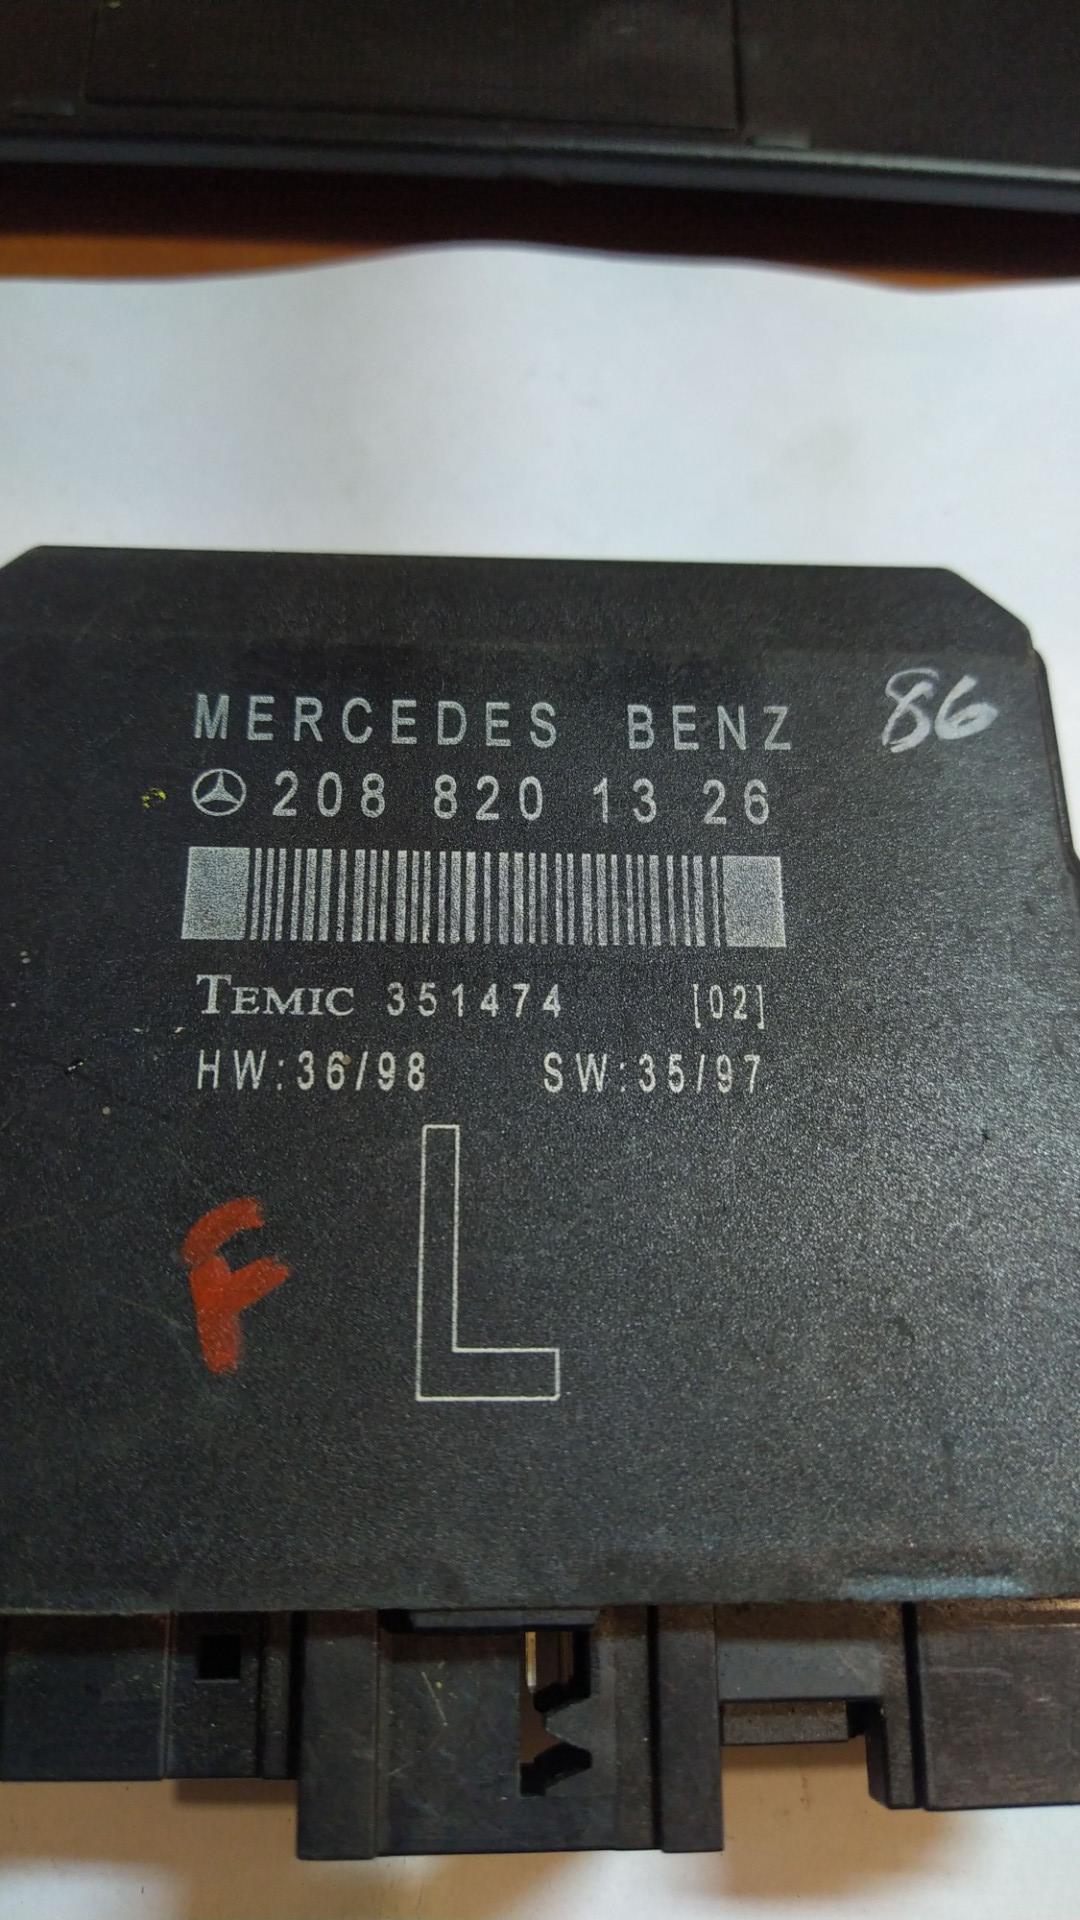 MERCEDES BENZ
86
208 820 13 26
TEMIC 351474 [02]
HW:36/98 SW:35/97
L
F